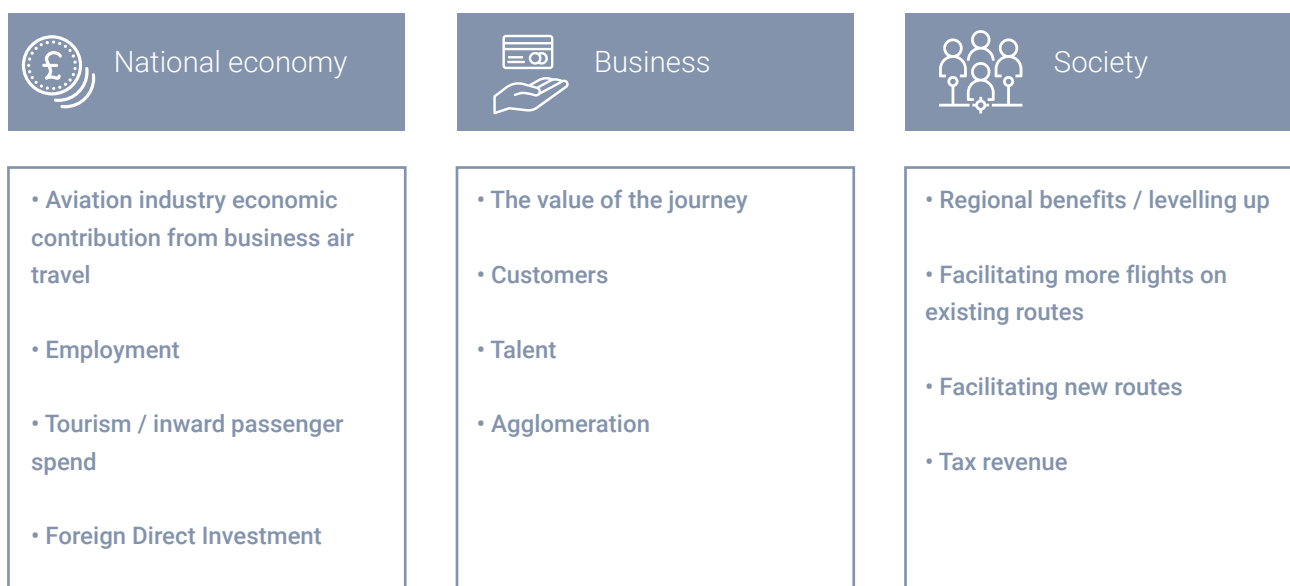 National economy
Business
Society
• Aviation industry economic
contribution from business air
travel
• Employment
• Tourism / inward passenger
spend
• Foreign Direct Investment
• The value of the journey
• Customers
• Talent
• Agglomeration
• Regional benefits / levelling up
• Facilitating more flights on
existing routes
• Facilitating new routes
• Tax revenue